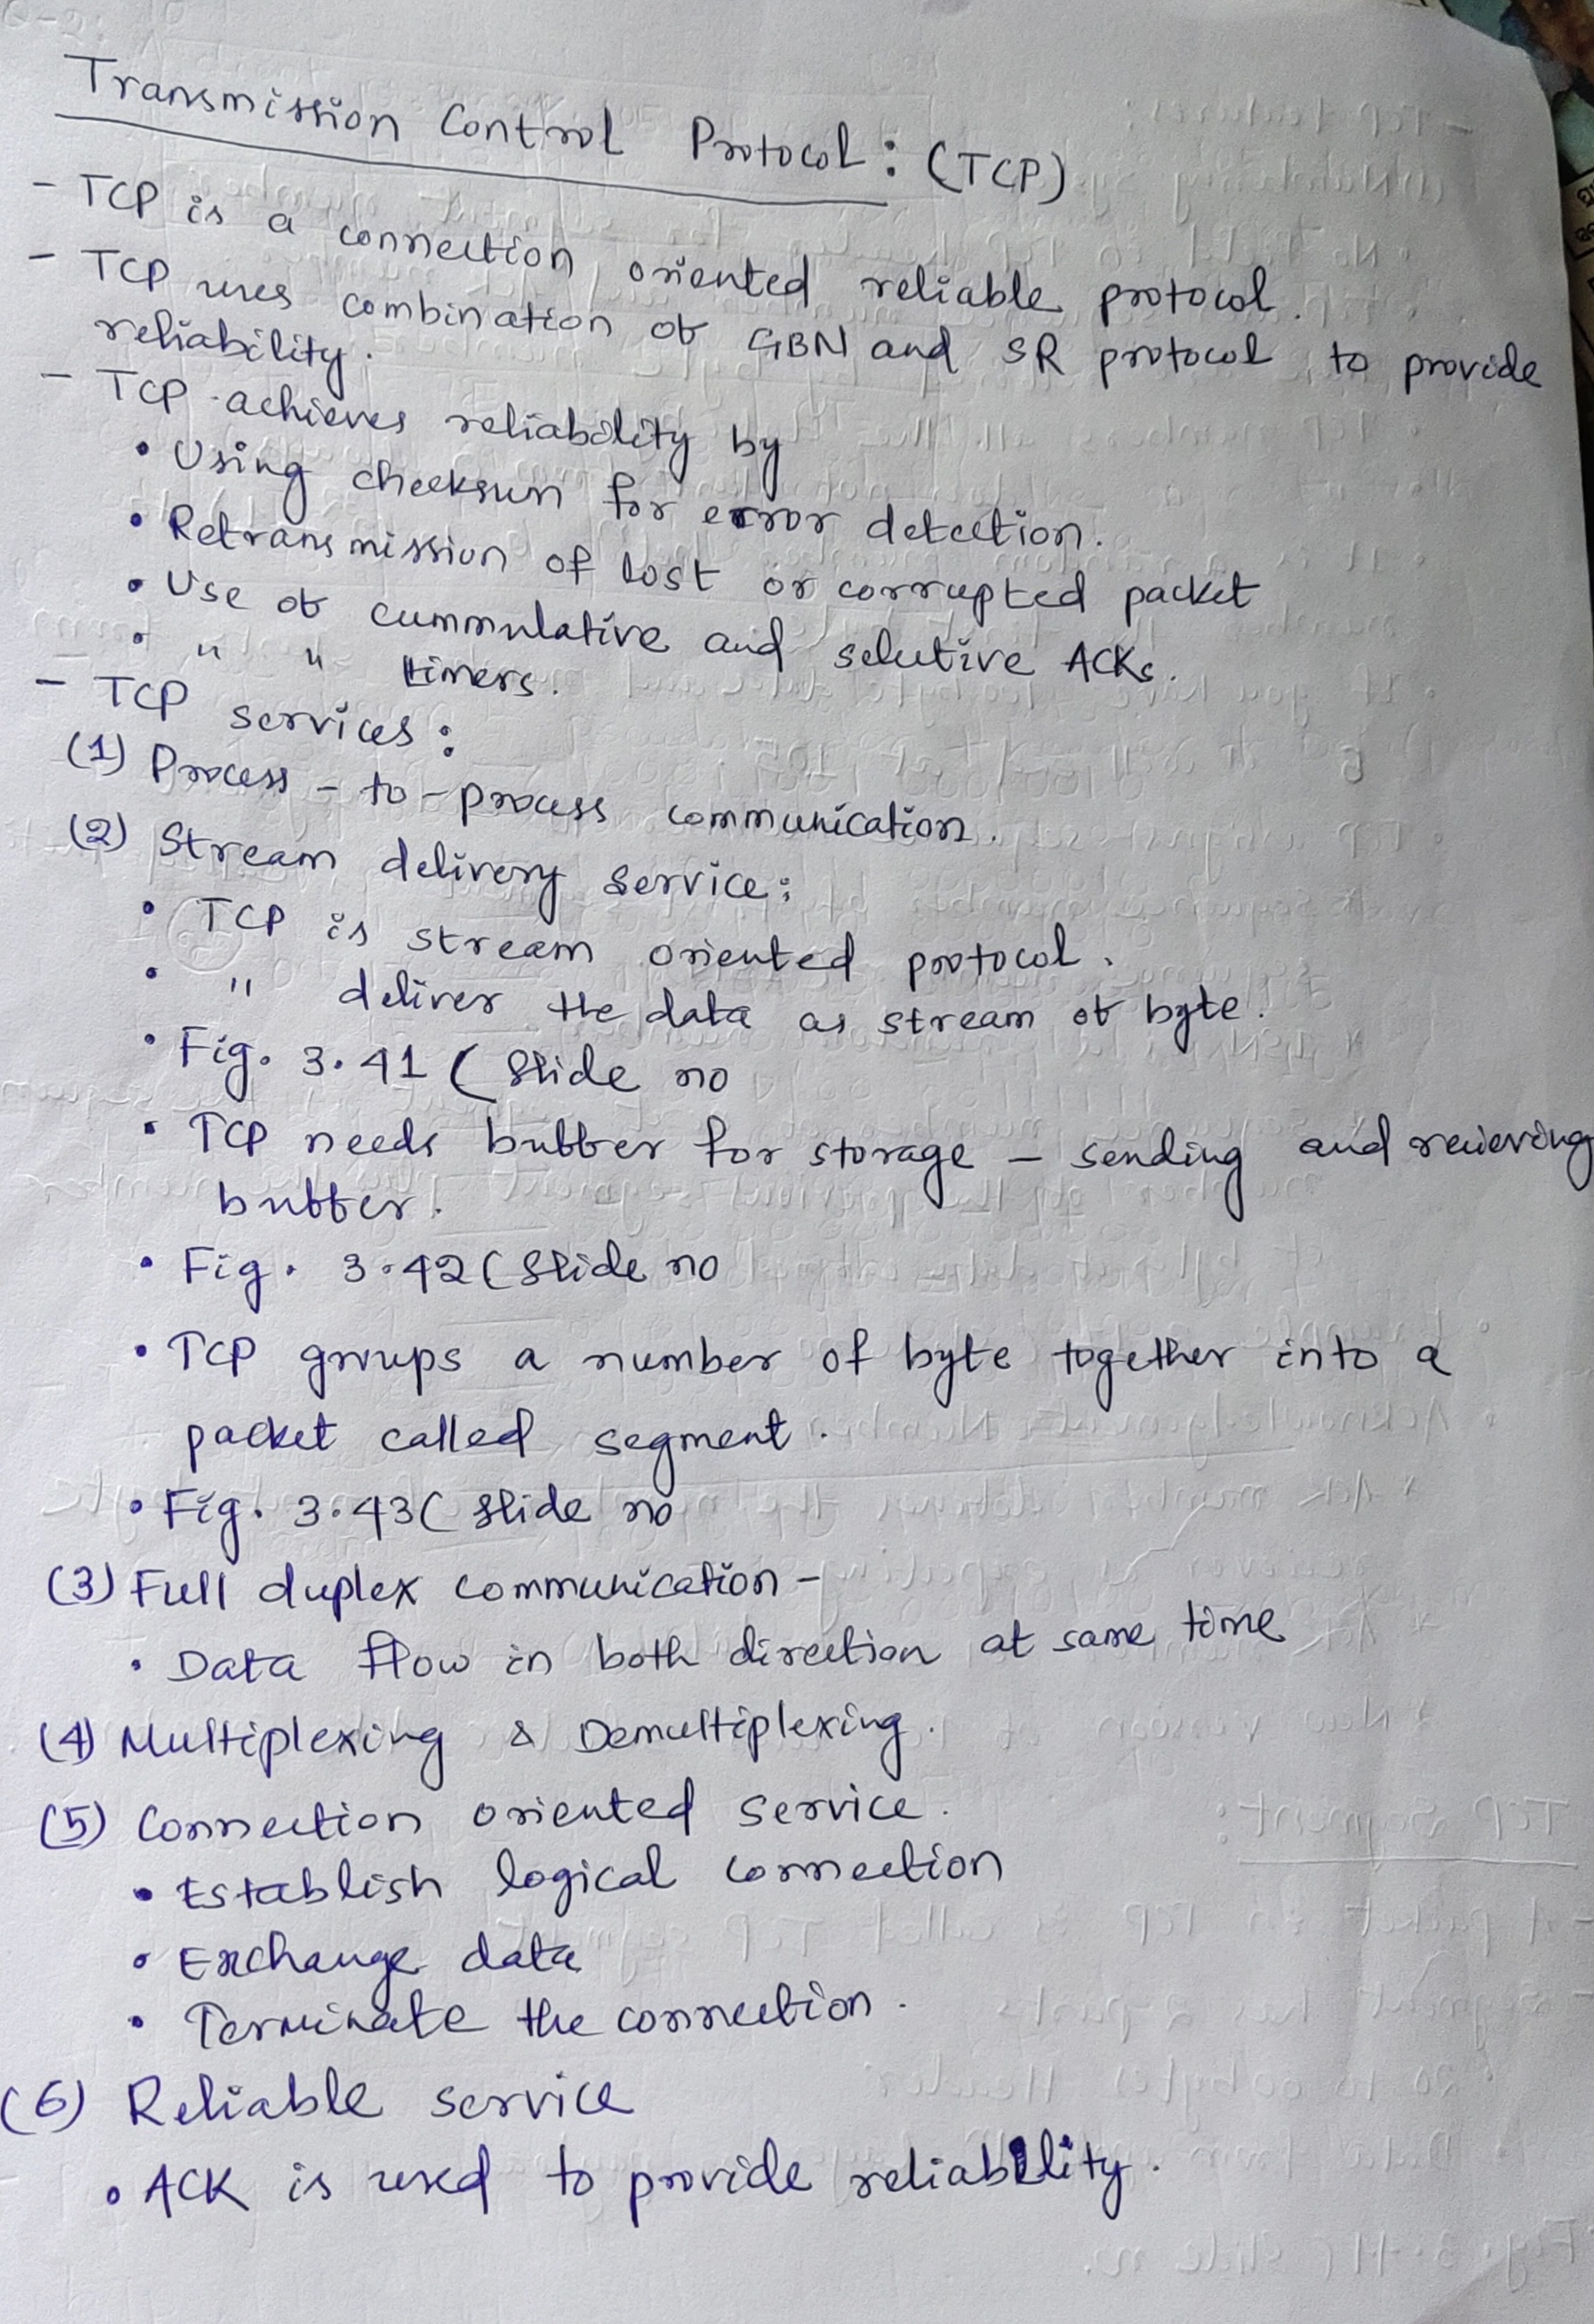 Transmission Control Protocol: (TCP)
- TCP is a connection oriented reliable protocol.
- TCP uses combination of GBN and SR protocol to provide
reliability.
- TCP achieves reliability by
• Using checksum for error detection.
• Retransmission of lost or corrupted packet
• Use of cummulative and selective ACKs.
• " " timers.
- TCP services:
(1) Process-to-process communication.
(2) Stream delivery service:
• TCP is stream oriented protocol.
• " deliver the data as stream of byte.
• Fig. 3.41 ( Slide no
• TCP needs buffer for storage - sending and recieving
buffer.
• Fig. 3.42 ( Slide no
• TCP groups a number of byte together into a
packet called segment.
• Fig. 3.43 ( slide no
(3) Full duplex communication -
• Data flow in both direction at same time
(4) Multiplexing & Demultiplexing.
(5) Connection oriented service.
• Establish logical connection
• Exchange data
• Terminate the connection.
(6) Reliable service
• ACK is used to provide reliability.